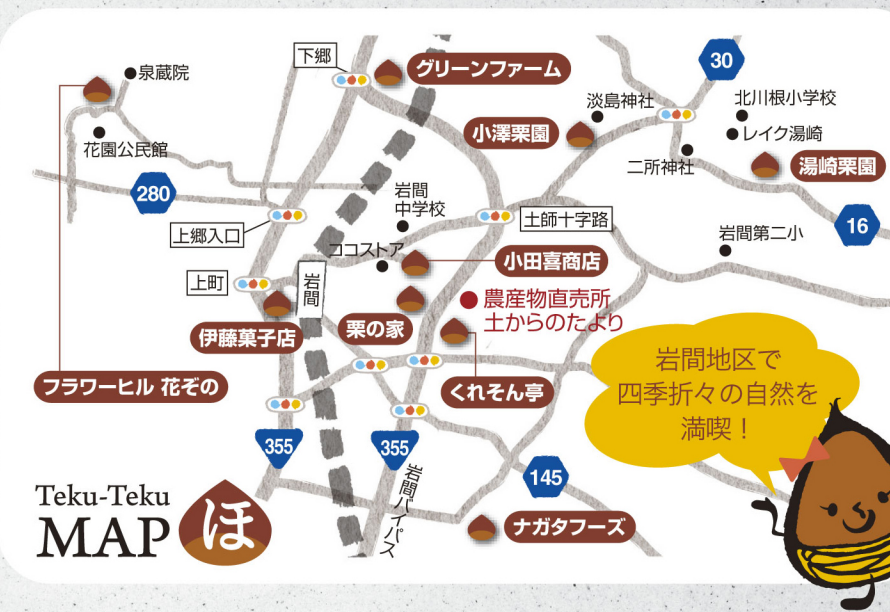 下郷
グリーンファーム
30
泉蔵院
淡島神社
北川根小学校
小澤栗園
レイク湯崎
花園公民館
二所神社
湯崎栗園
280
岩間
中学校
土師十字路
16
上郷入口
岩間第二小
ココストア
小田喜商店
上町
岩間
農産物直売所
土からのたより
伊藤菓子店
栗の家
フラワーヒル 花ぞの
くれそん亭
岩間地区で
四季折々の自然を
満喫！
355
355
岩間バイパス
145
Teku-Teku
MAP
ほ
ナガタフーズ